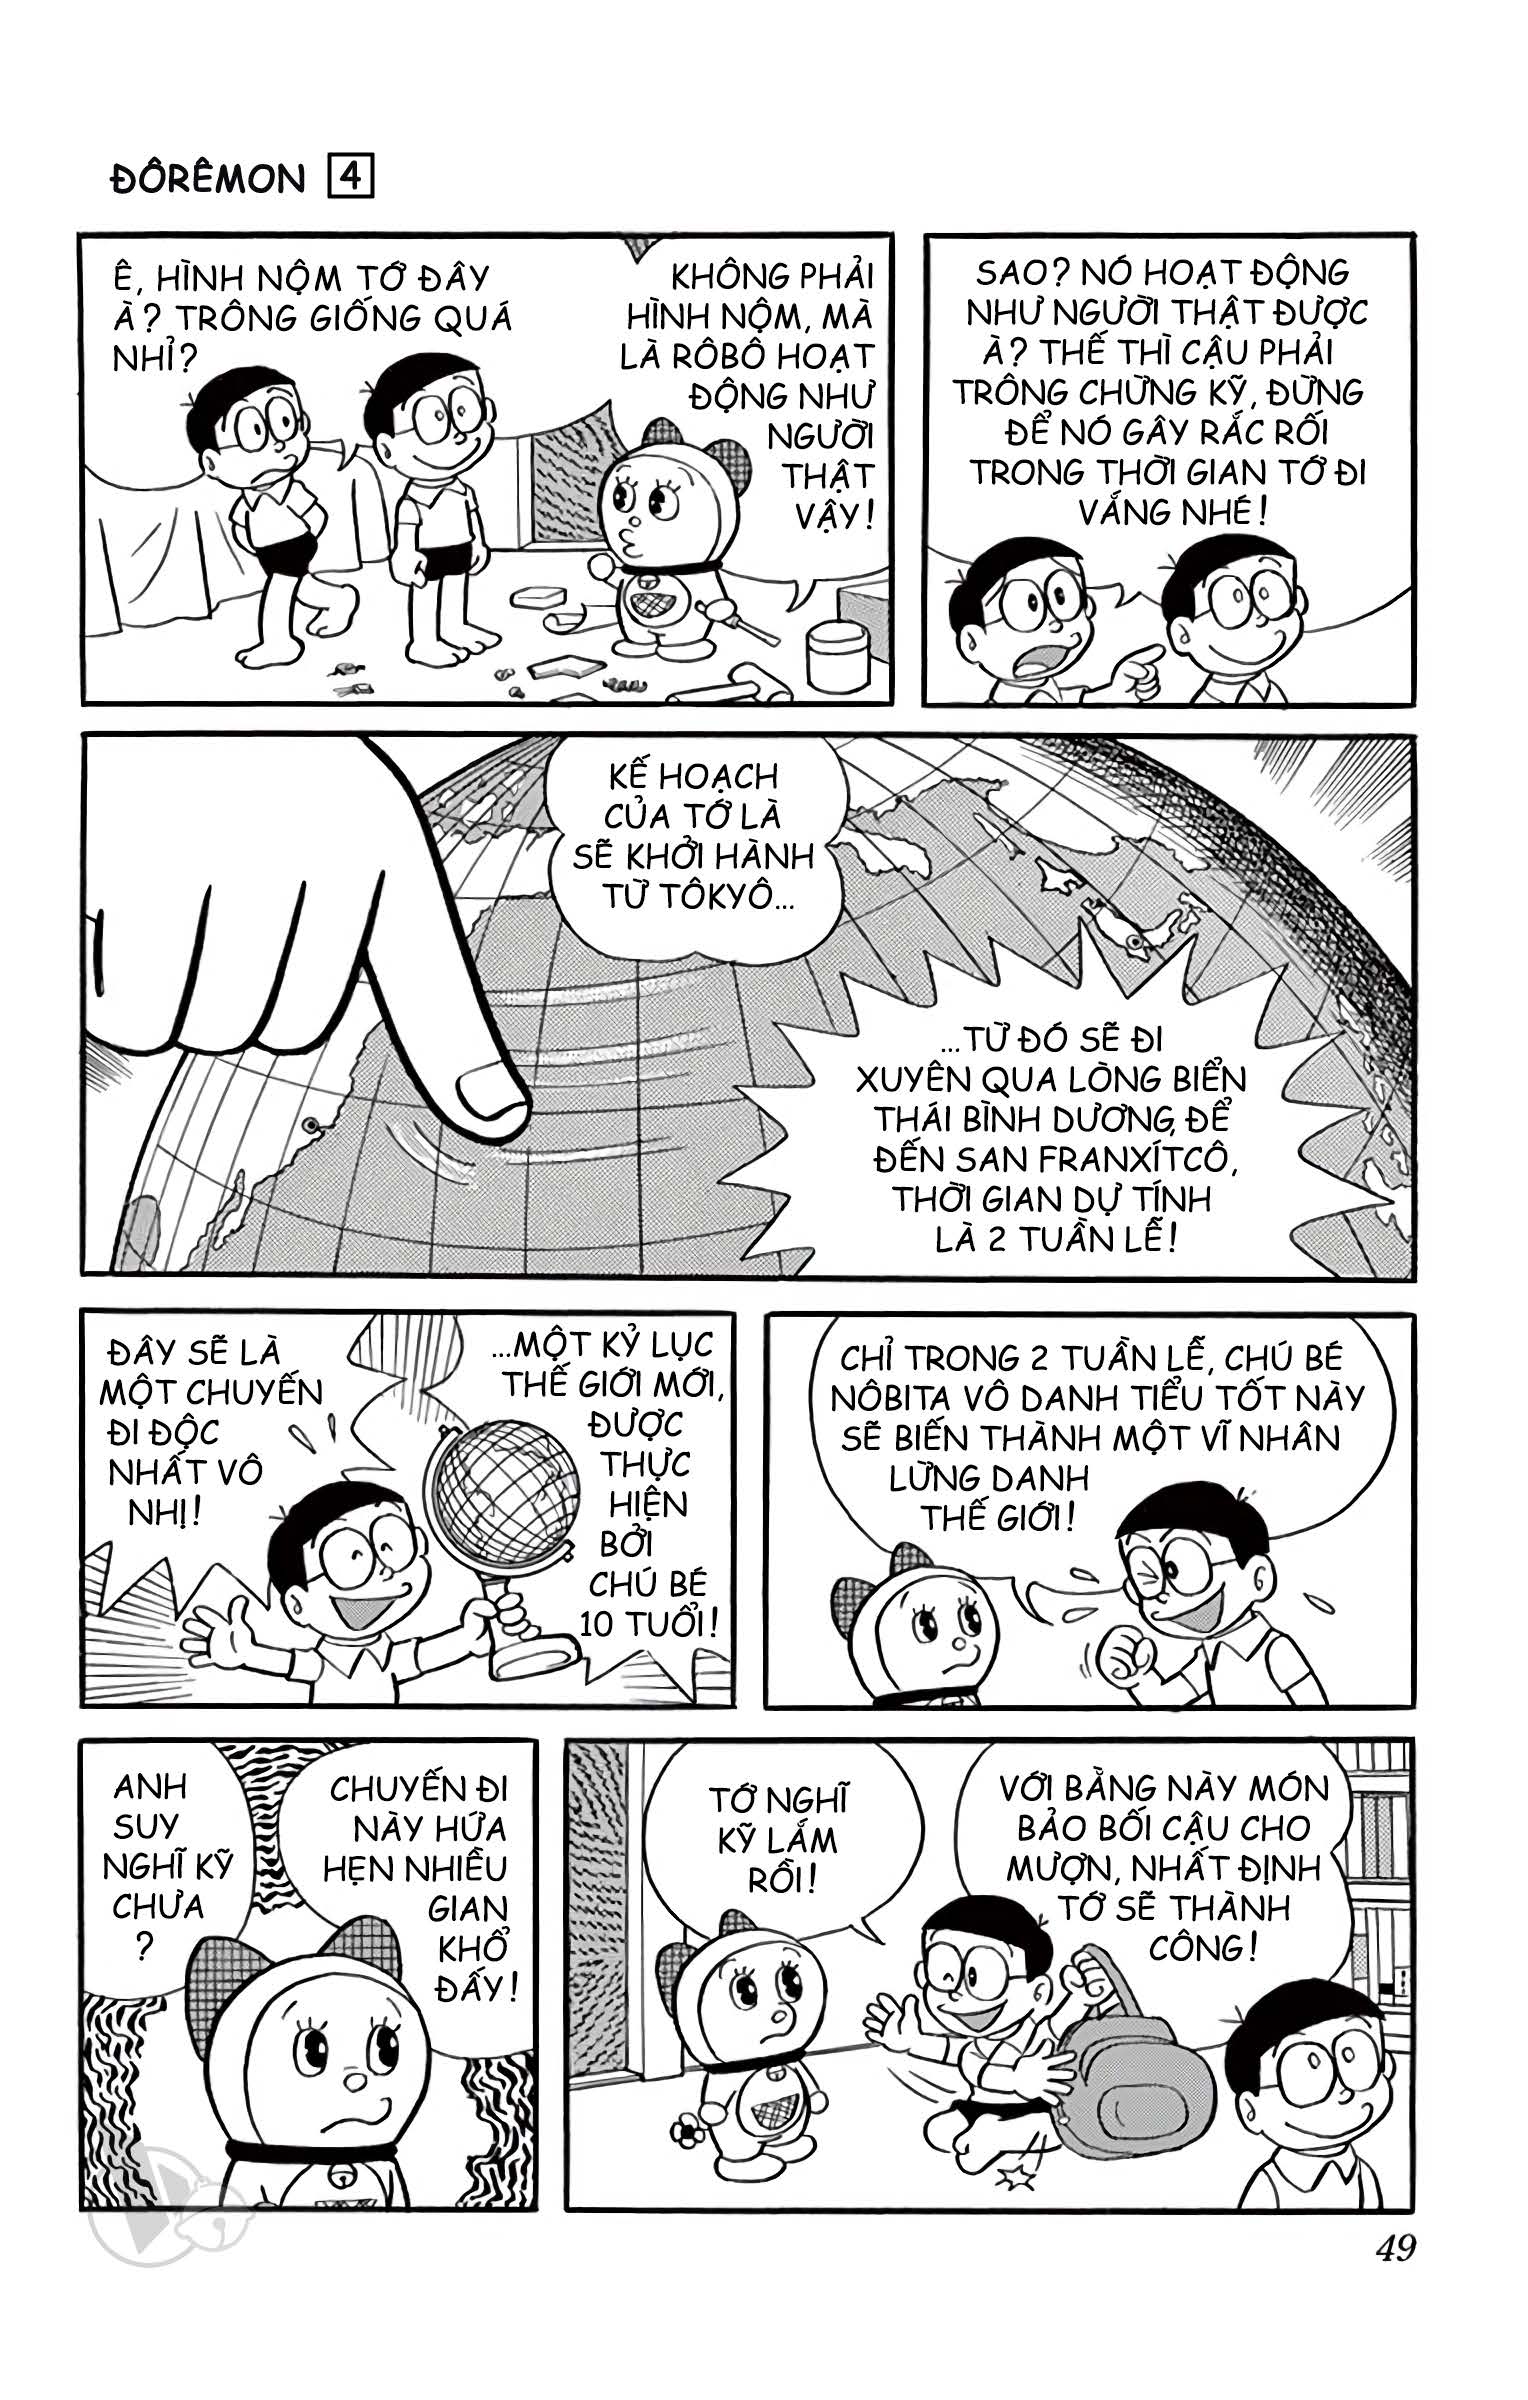 ĐÔRÊMON 4
Ê, HÌNH NỘM TỚ ĐÂY
À? TRÔNG GIỐNG QUÁ
NHỈ?
KHÔNG PHẢI
HÌNH NỘM, MÀ
LÀ RÔBÔ HOẠT
ĐỘNG NHƯ
NGƯỜI
THẬT
VẬY!
SAO? NÓ HOẠT ĐỘNG
NHƯ NGƯỜI THẬT ĐƯỢC
À? THẾ THÌ CẬU PHẢI
TRÔNG CHỪNG KỸ, ĐỪNG
ĐỂ NÓ GÂY RẮC RỐI
TRONG THỜI GIAN TỚ ĐI
VẮNG NHÉ!
KẾ HOẠCH
CỦA TỚ LÀ
SẼ KHỞI HÀNH
TỪ TÔKYÔ...
...TỪ ĐÓ SẼ ĐI
XUYÊN QUA LÒNG BIỂN
THÁI BÌNH DƯƠNG, ĐỂ
ĐẾN SAN FRANXÍTCÔ,
THỜI GIAN DỰ TÍNH
LÀ 2 TUẦN LỄ!
ĐÂY SẼ LÀ
MỘT CHUYẾN
ĐI ĐỘC
NHẤT VÔ
NHỊ!
...MỘT KỶ LỤC
THẾ GIỚI MỚI,
ĐƯỢC
THỰC
HIỆN
BỞI
CHÚ BÉ
10 TUỔI!
CHỈ TRONG 2 TUẦN LỄ, CHÚ BÉ
NÔBITA VÔ DANH TIỂU TỐT NÀY
SẼ BIẾN THÀNH MỘT VĨ NHÂN
LỪNG DANH
THẾ GIỚI!
ANH
SUY
NGHĨ KỸ
CHƯA
?
CHUYẾN ĐI
NÀY HỨA
HẸN NHIỀU
GIAN
KHỔ
ĐẤY!
TỚ NGHĨ
KỸ LẮM
RỒI!
VỚI BẰNG NÀY MÓN
BẢO BỐI CẬU CHO
MƯỢN, NHẤT ĐỊNH
TỚ SẼ THÀNH
CÔNG!
49